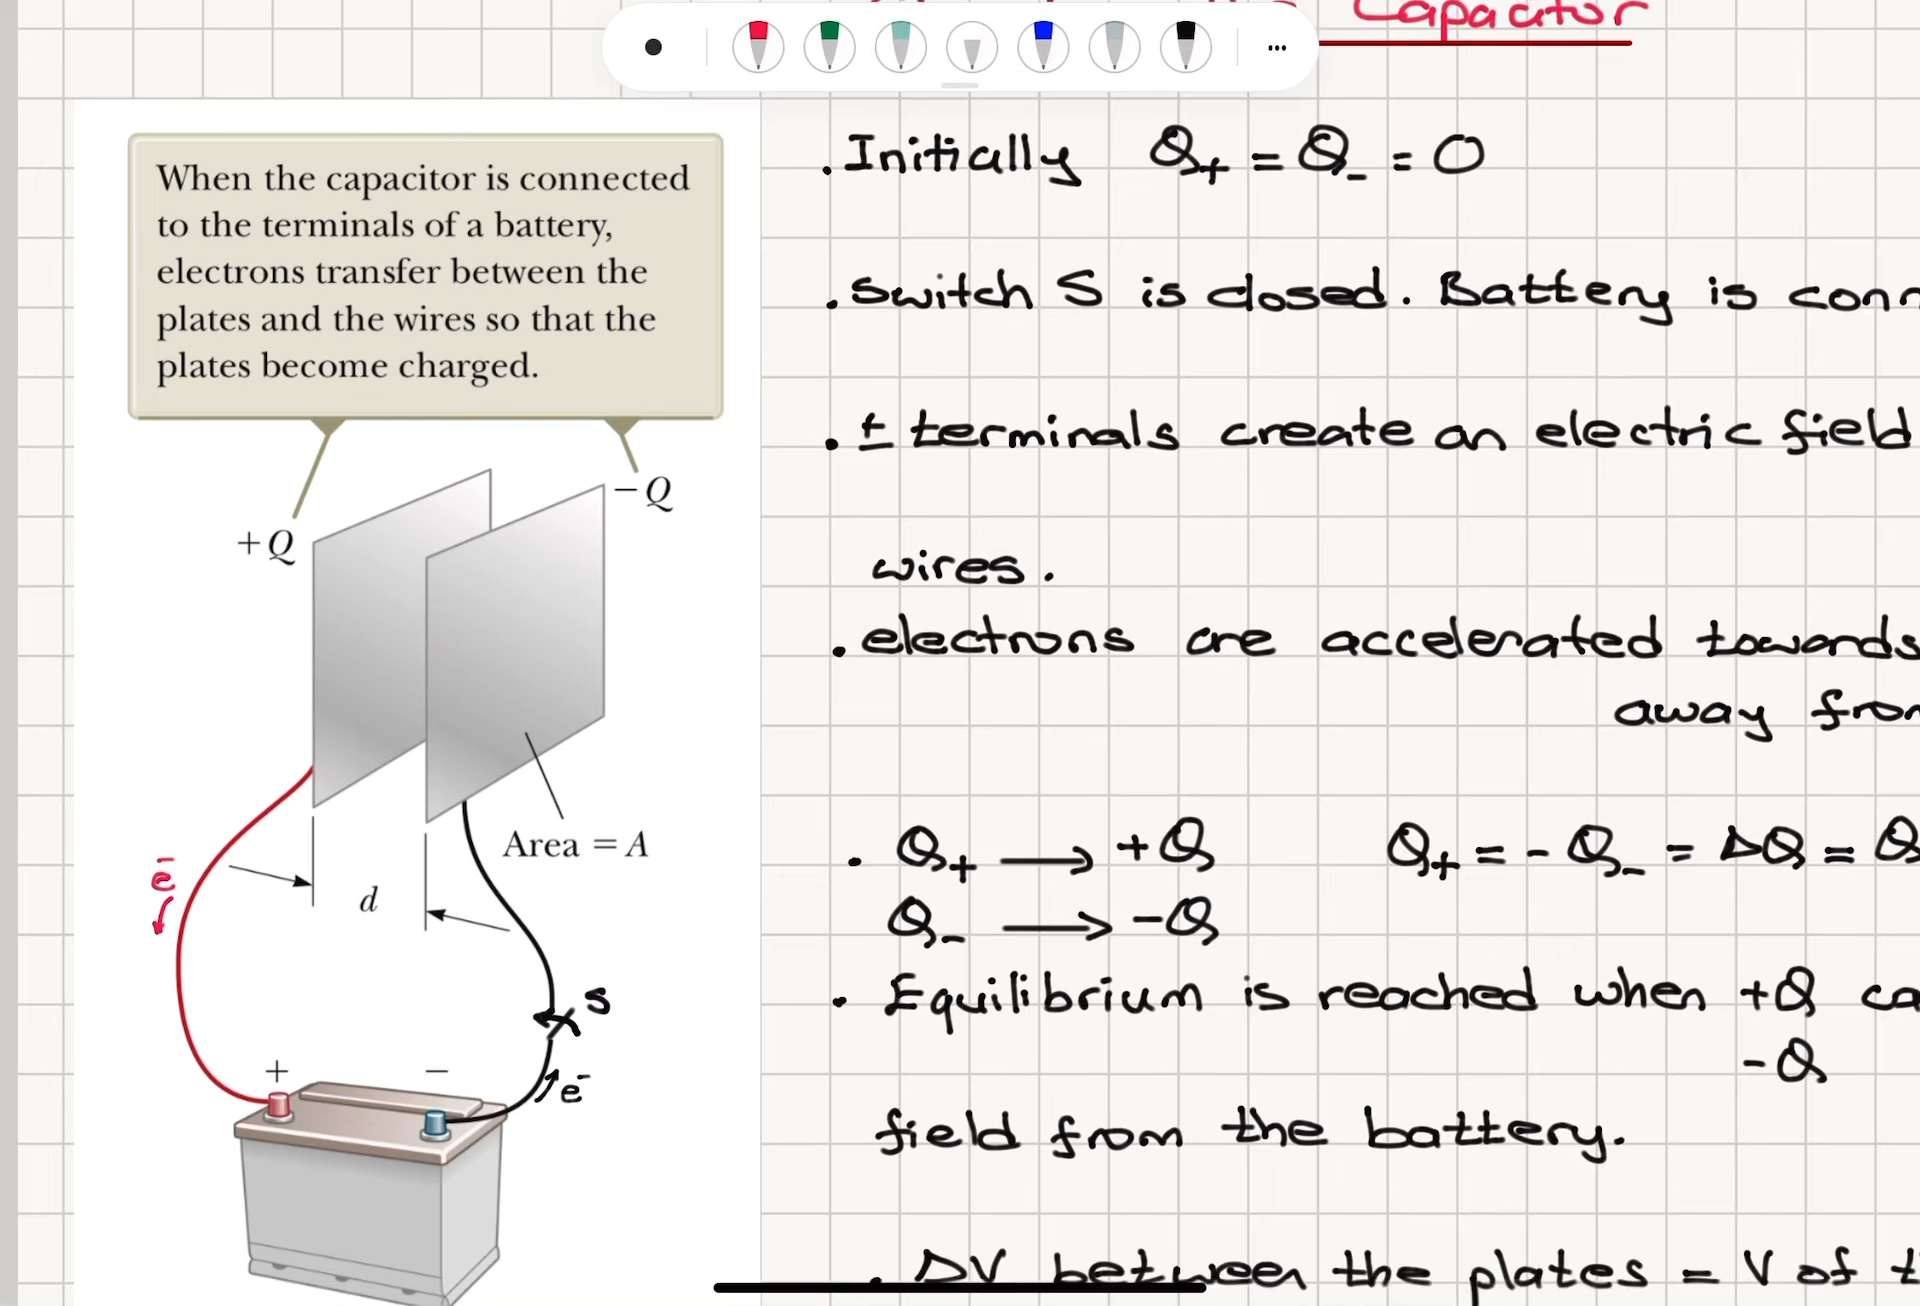 Capacitor
When the capacitor is connected
to the terminals of a battery,
electrons transfer between the
plates and the wires so that the
plates become charged.
+Q
−Q
Area = A
d
e⁻
S
e⁻
+
−
. Initially Q₊ = Q₋ = 0
. switch S is closed. Battery is conn
. ± terminals create an electric field
wires.
. electrons are accelerated towards
away from
. Q₊ ⟶ +Q Q₊ = - Q₋ = ΔQ = Q
Q₋ ⟶ -Q
. Equilibrium is reached when +Q ca
-Q
field from the battery.
. ΔV between the plates = V of t